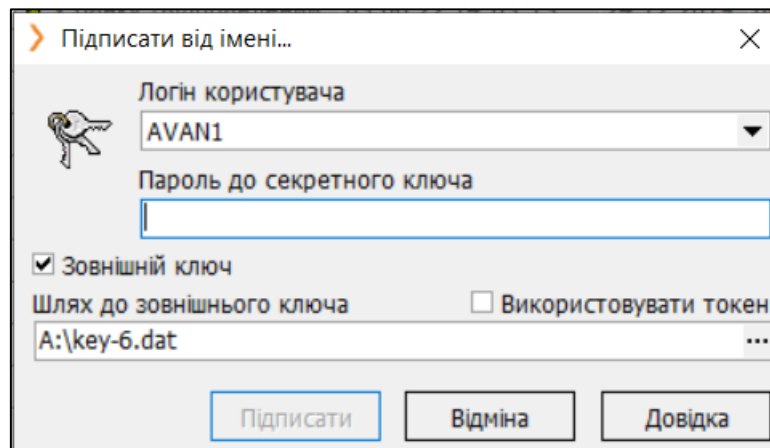 Підписати від імені...
Логін користувача
AVAN1
Пароль до секретного ключа
Зовнішній ключ
Шлях до зовнішнього ключа Використовувати токен
A:\key-6.dat ...
Підписати Відміна Довідка